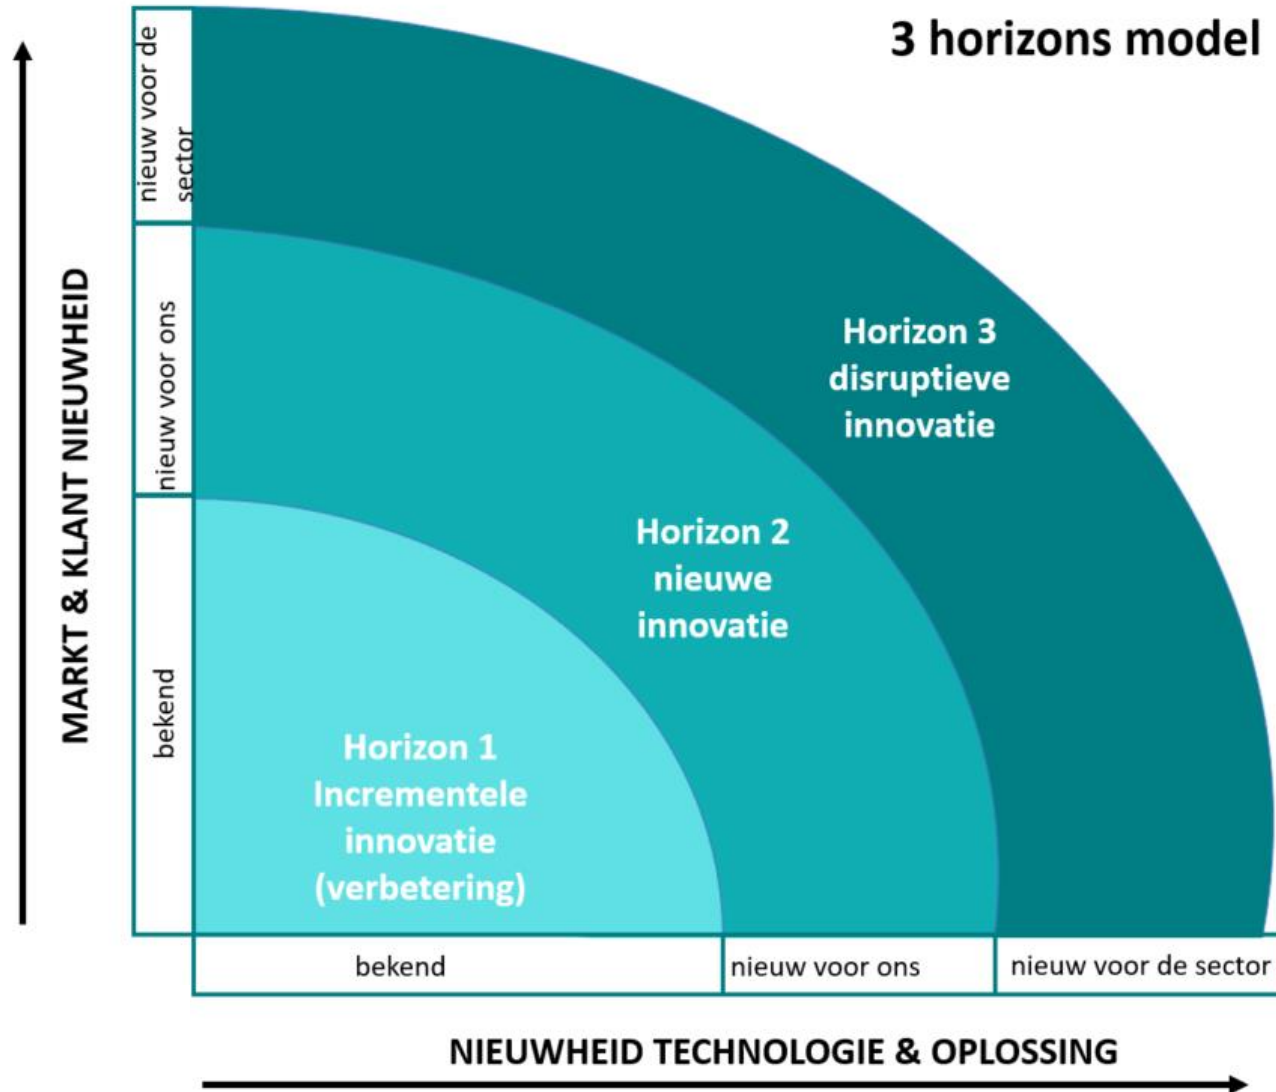 3 horizons model
nieuw voor de
sector
nieuw voor ons
bekend
MARKT & KLANT NIEUWHEID
Horizon 3
disruptieve
innovatie
Horizon 2
nieuwe
innovatie
Horizon 1
Incrementele
innovatie
(verbetering)
bekend
nieuw voor ons
nieuw voor de sector
NIEUWHEID TECHNOLOGIE & OPLOSSING